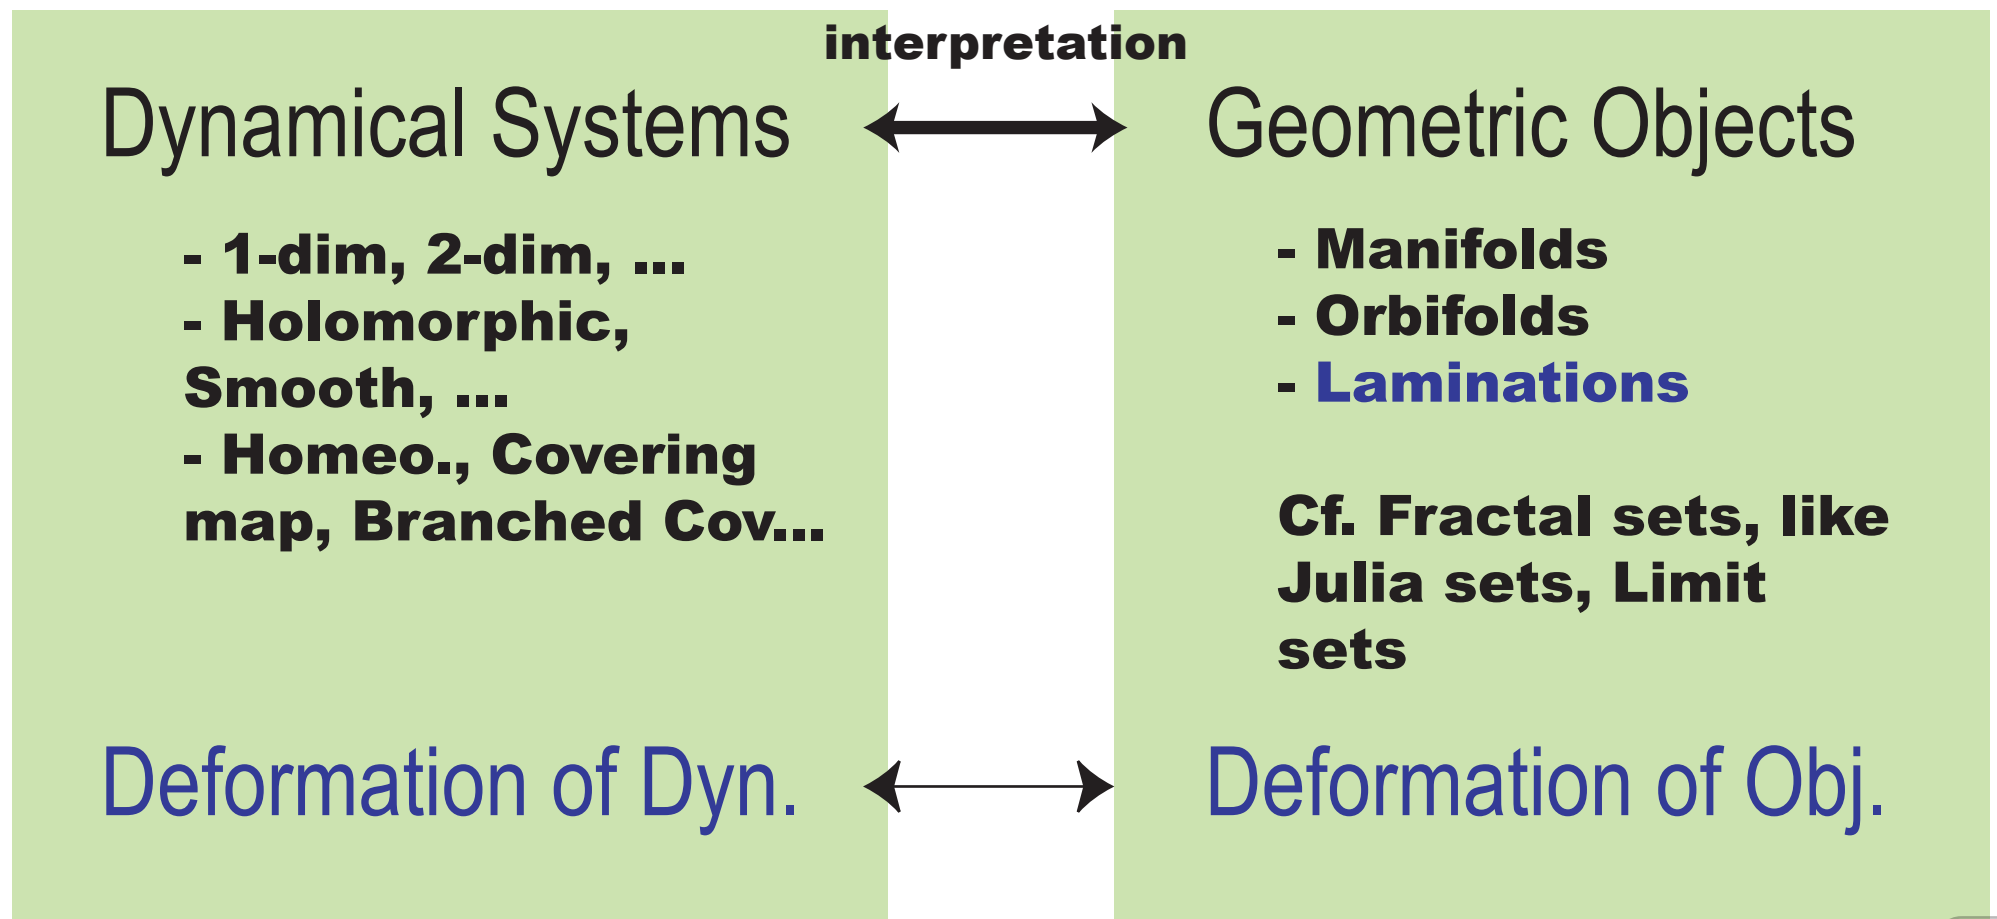 interpretation
Dynamical Systems
- 1-dim, 2-dim, ...
- Holomorphic,
Smooth, ...
- Homeo., Covering
map, Branched Cov...
Deformation of Dyn.
Geometric Objects
- Manifolds
- Orbifolds
- Laminations
Cf. Fractal sets, like
Julia sets, Limit
sets
Deformation of Obj.